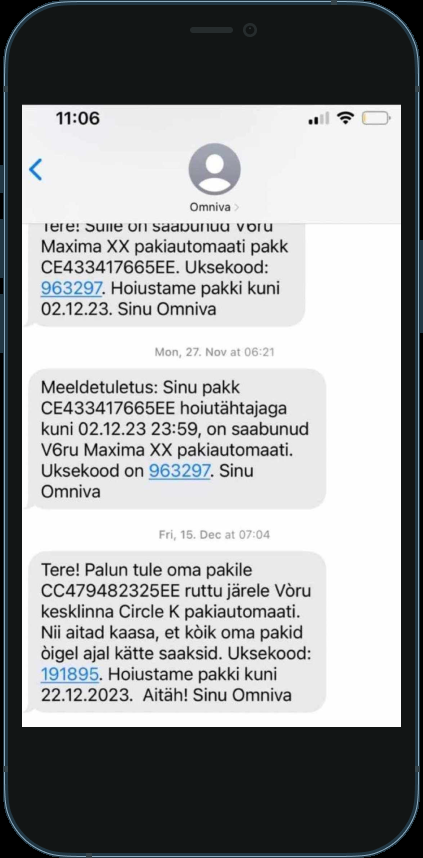 11:06
Omniva
Tere! Sulle on saabunud V6ru
Maxima XX pakiautomaati pakk
CE433417665EE. Uksekood:
963297. Hoiustame pakki kuni
02.12.23. Sinu Omniva
Mon, 27. Nov at 06:21
Meeldetuletus: Sinu pakk
CE433417665EE hoiutähtajaga
kuni 02.12.23 23:59, on saabunud
V6ru Maxima XX pakiautomaati.
Uksekood on 963297. Sinu
Omniva
Fri, 15. Dec at 07:04
Tere! Palun tule oma pakile
CC479482325EE ruttu järele Vòru
kesklinna Circle K pakiautomaati.
Nii aitad kaasa, et kòik oma pakid
òigel ajal kätte saaksid. Uksekood:
191895. Hoiustame pakki kuni
22.12.2023.  Aitäh! Sinu Omniva